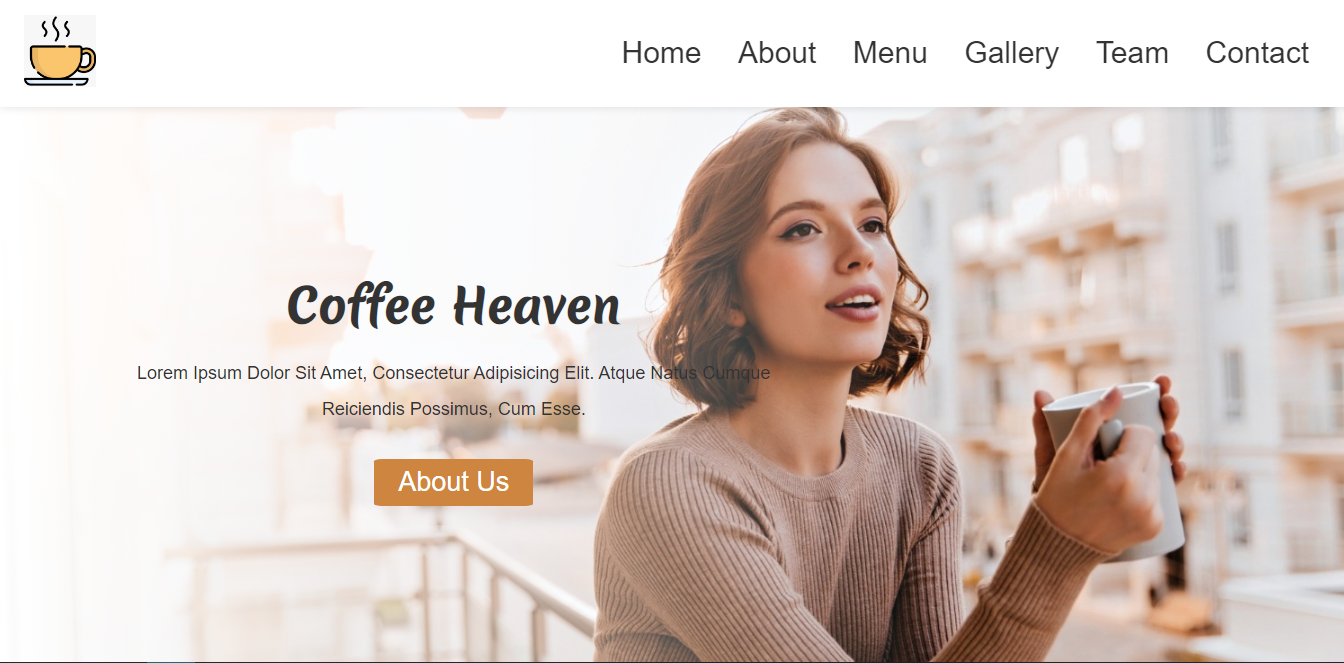 Home About Menu Gallery Team Contact
Coffee Heaven
Lorem Ipsum Dolor Sit Amet, Consectetur Adipisicing Elit. Atque Natus Cumque
Reiciendis Possimus, Cum Esse.
About Us